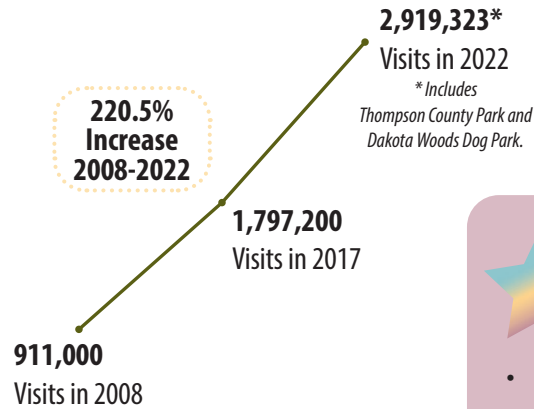 2,919,323*
Visits in 2022
* Includes
Thompson County Park and
Dakota Woods Dog Park.
220.5%
Increase
2008-2022
1,797,200
Visits in 2017
911,000
Visits in 2008
•